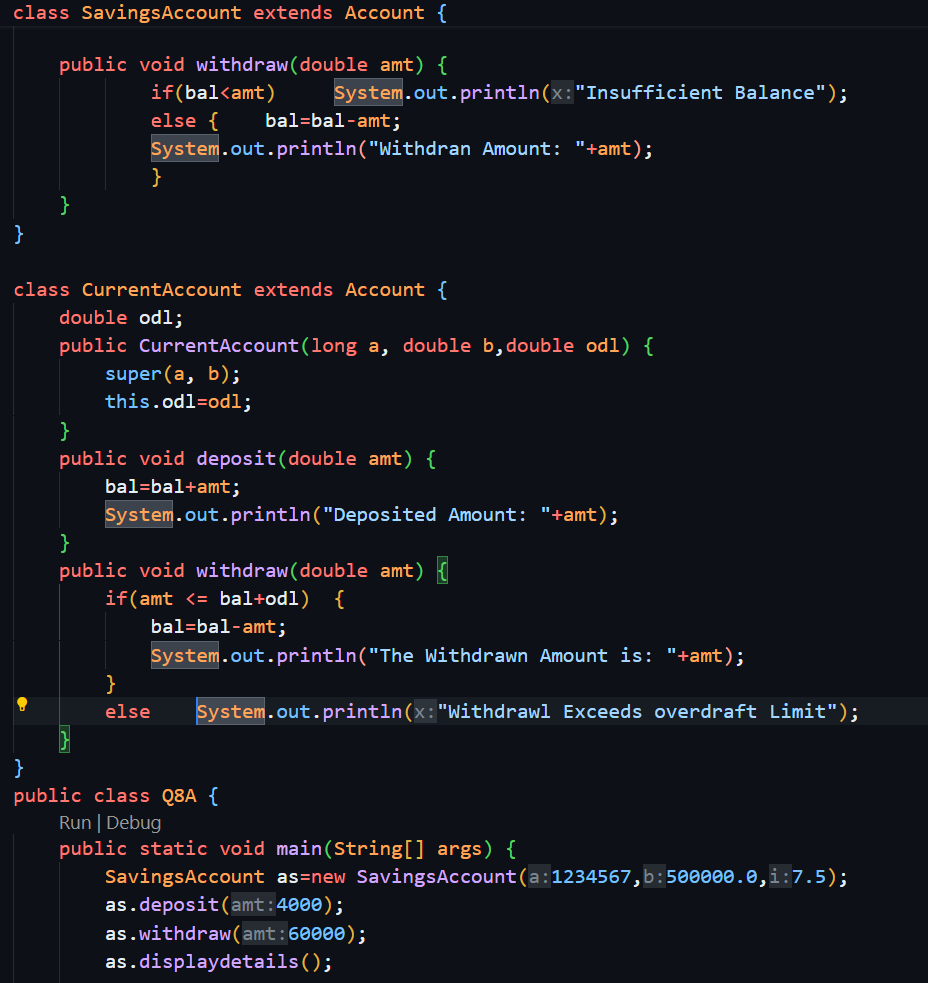 class SavingsAccount extends Account {
public void withdraw(double amt) {
if(bal<amt) System.out.println(x:"Insufficient Balance");
else { bal=bal-amt;
System.out.println("Withdran Amount: "+amt);
}
}
}
class CurrentAccount extends Account {
double odl;
public CurrentAccount(long a, double b,double odl) {
super(a, b);
this.odl=odl;
}
public void deposit(double amt) {
bal=bal+amt;
System.out.println("Deposited Amount: "+amt);
}
public void withdraw(double amt) {
if(amt <= bal+odl) {
bal=bal-amt;
System.out.println("The Withdrawn Amount is: "+amt);
}
else System.out.println(x:"Withdrawl Exceeds overdraft Limit");
}
}
public class Q8A {
Run | Debug
public static void main(String[] args) {
SavingsAccount as=new SavingsAccount(a:1234567,b:500000.0,i:7.5);
as.deposit(amt:4000);
as.withdraw(amt:60000);
as.displaydetails();